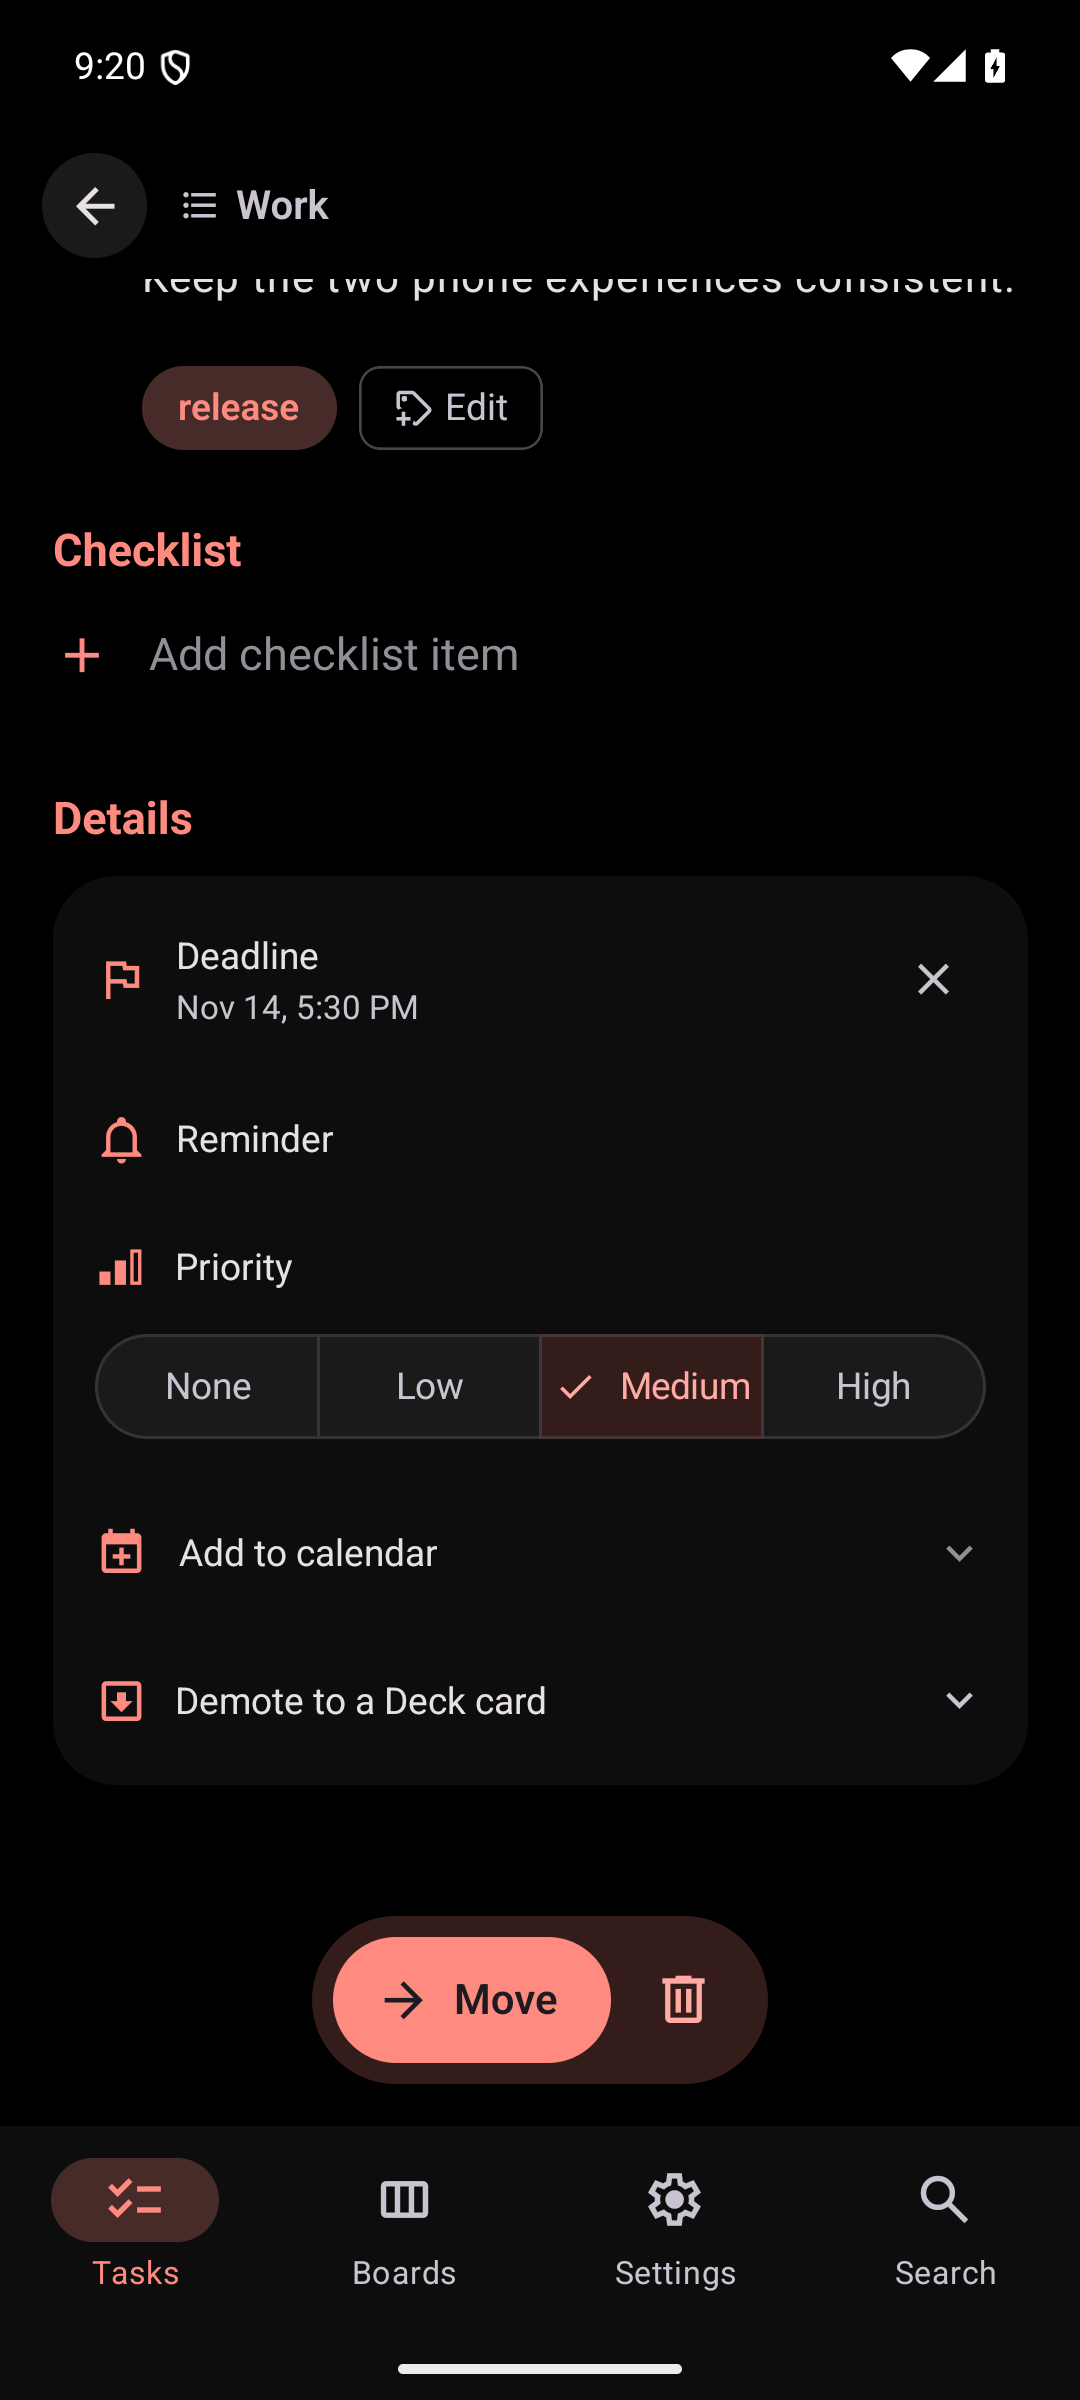 9:20
Work
Keep the two phone experiences consistent.
release
Edit
Checklist
Add checklist item
Details
Deadline
Nov 14, 5:30 PM
Reminder
Priority
None
Low
Medium
High
Add to calendar
Demote to a Deck card
Move
Tasks
Boards
Settings
Search